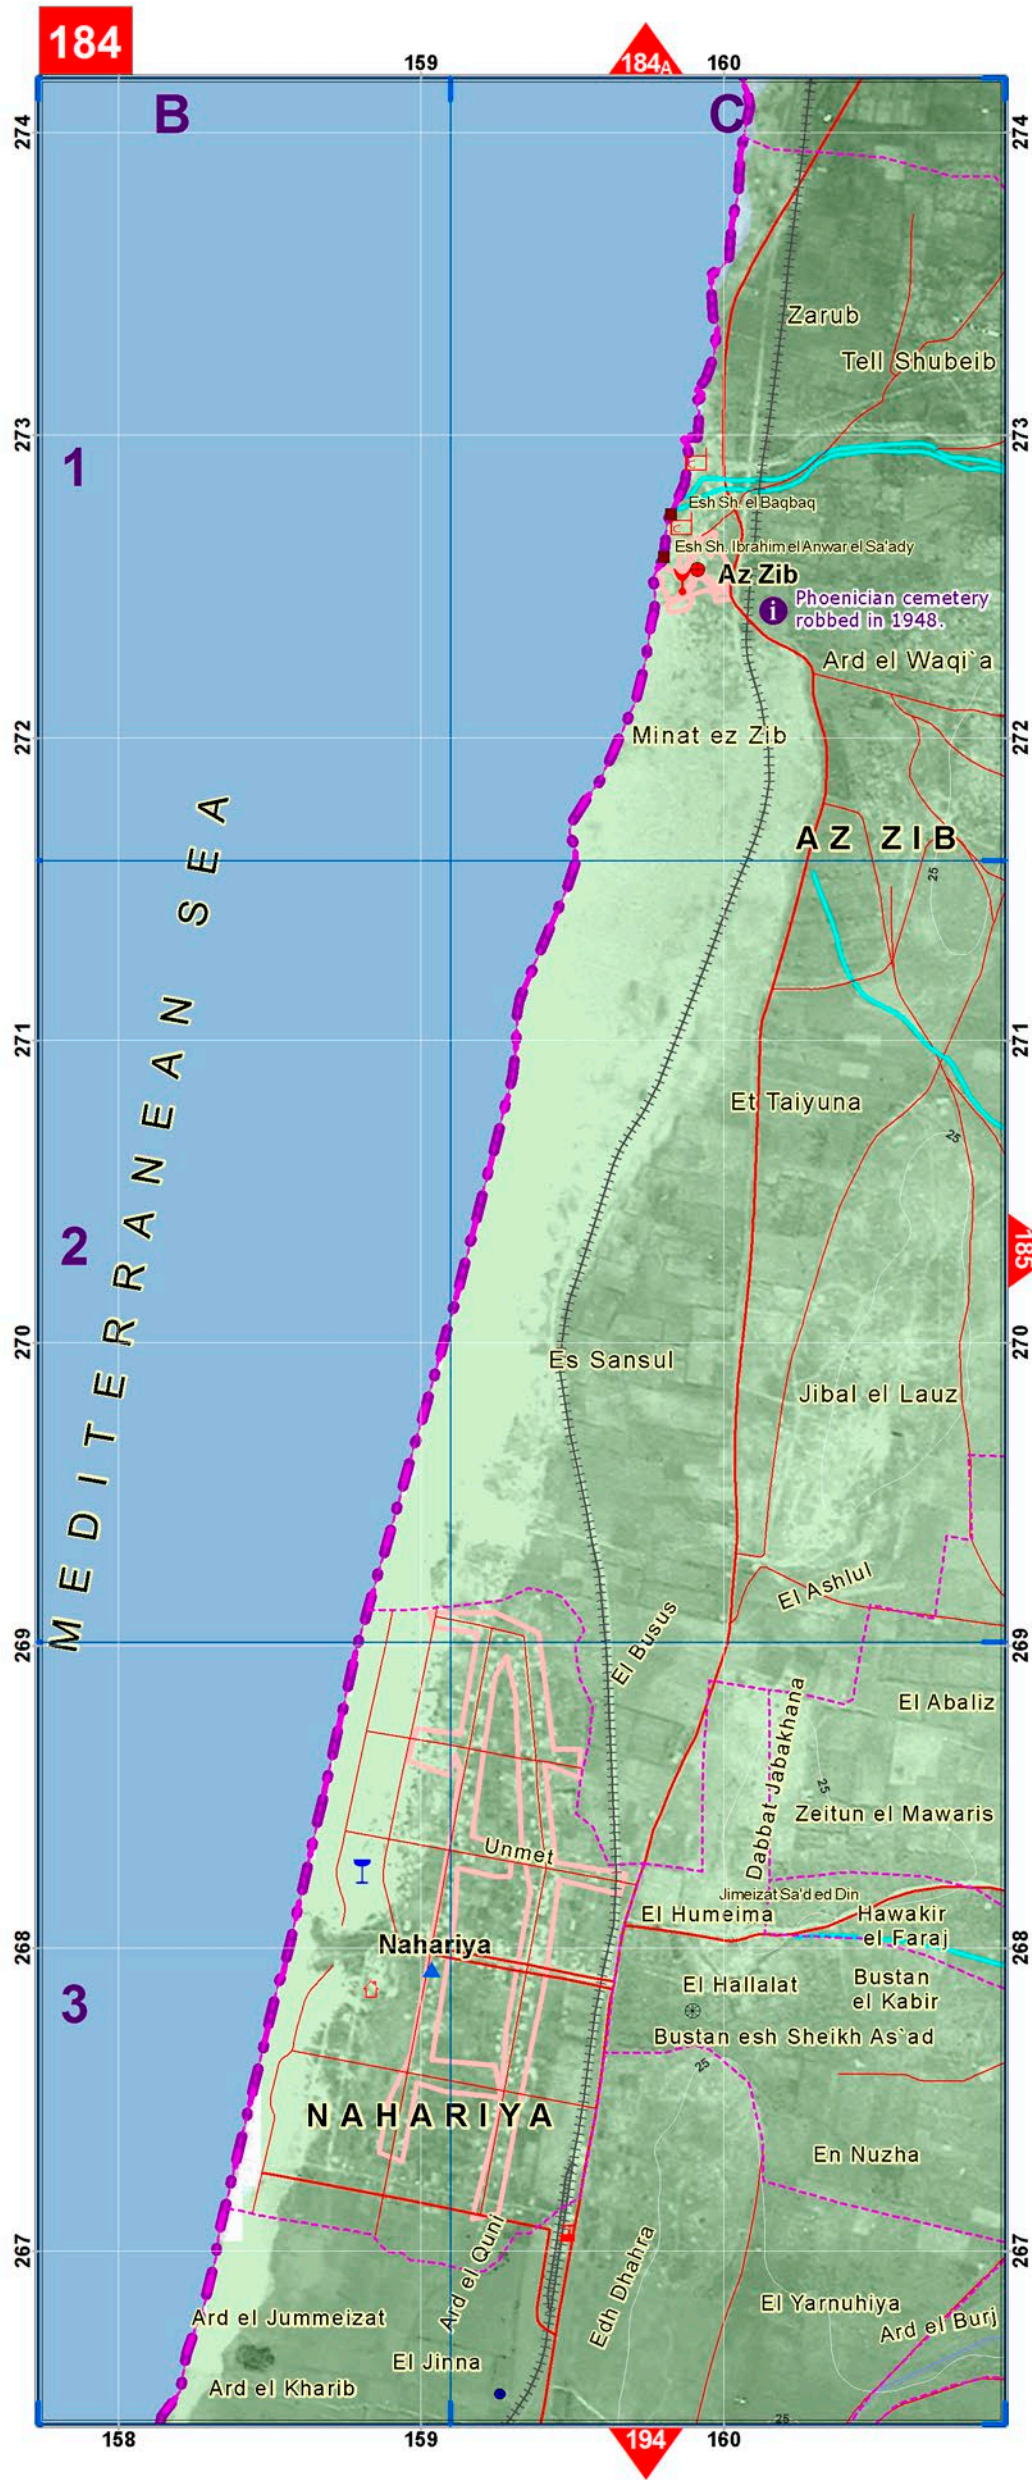 184
159
184A
160
B
C
274
274
Zarub
Tell Shubeib
273
273
1
Esh Sh. el Baqbaq
Esh Sh. Ibrahim el Anwar el Sa'ady
Az Zib
i
Phoenician cemetery
robbed in 1948.
Ard el Waqi`a
272
272
Minat ez Zib
AZ ZIB
25
MEDITERRANEAN SEA
271
271
Et Taiyuna
25
2
185
270
270
Es Sansul
Jibal el Lauz
El Ashlul
269
269
El Busus
El Abaliz
Dabbat Jabakhana
25
Zeitun el Mawaris
Unmet
Jimeizat Sa'd ed Din
El Humeima
Hawakir
el Faraj
268
268
Nahariya
El Hallalat
Bustan
el Kabir
3
Bustan esh Sheikh As`ad
25
NAHARIYA
En Nuzha
267
267
Ard el Quni
Edh Dhahra
El Yarnuhiya
Ard el Burj
Ard el Jummeizat
El Jinna
Ard el Kharib
25
158
159
194
160